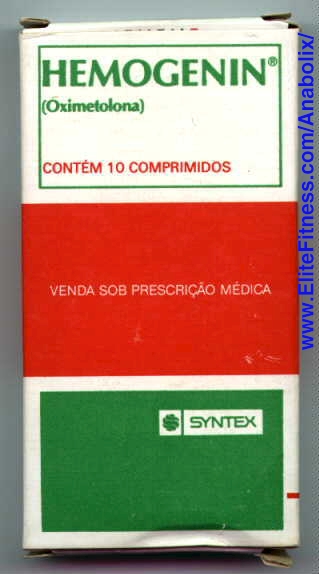 HEMOGENIN®
(Oximetolona)
CONTÉM 10 COMPRIMIDOS
VENDA SOB PRESCRIÇÃO MÉDICA
SYNTEX
www.EliteFitness.com/Anabolix/